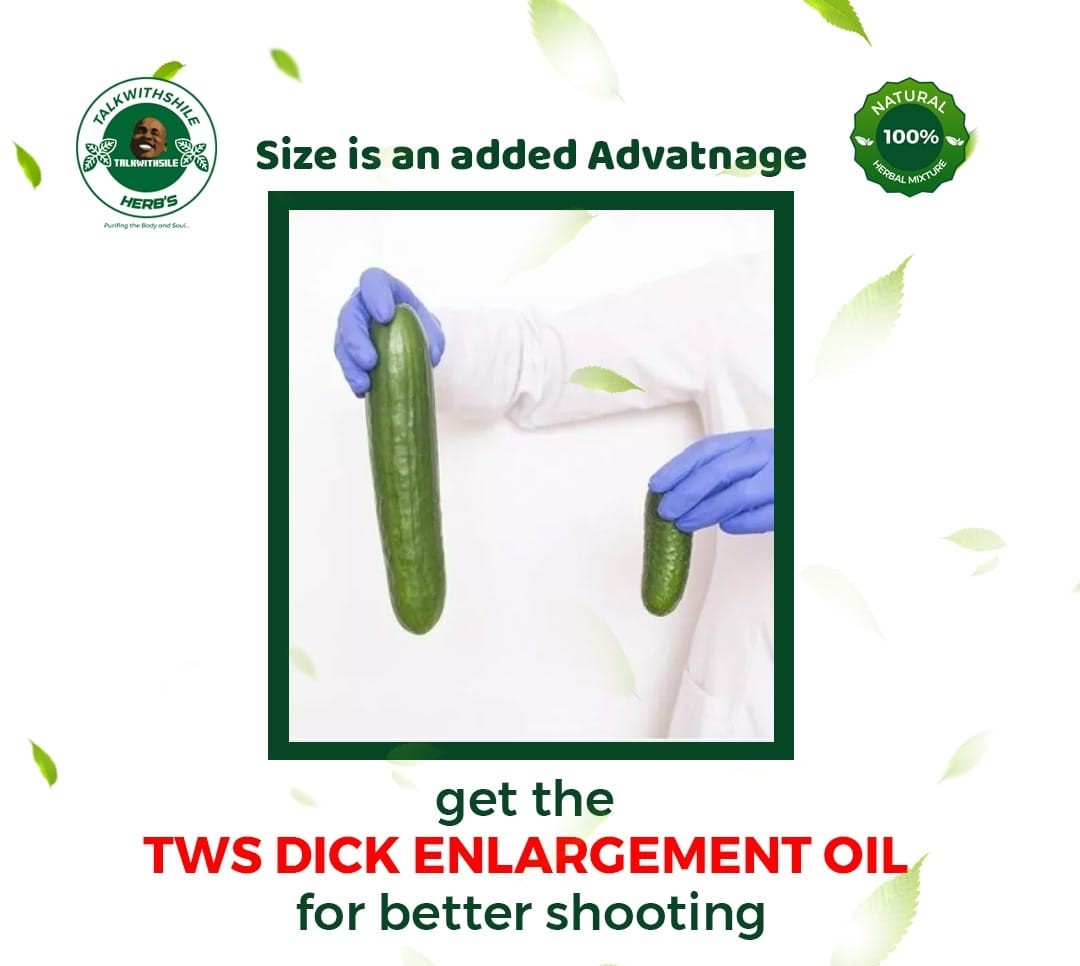 TALKWITHSHILE
TALKWITHSILE
HERB'S
Purifing the Body and Soul...
Size is an added Advatnage
NATURAL
100%
HERBAL MIXTURE
get the
TWS DICK ENLARGEMENT OIL
for better shooting